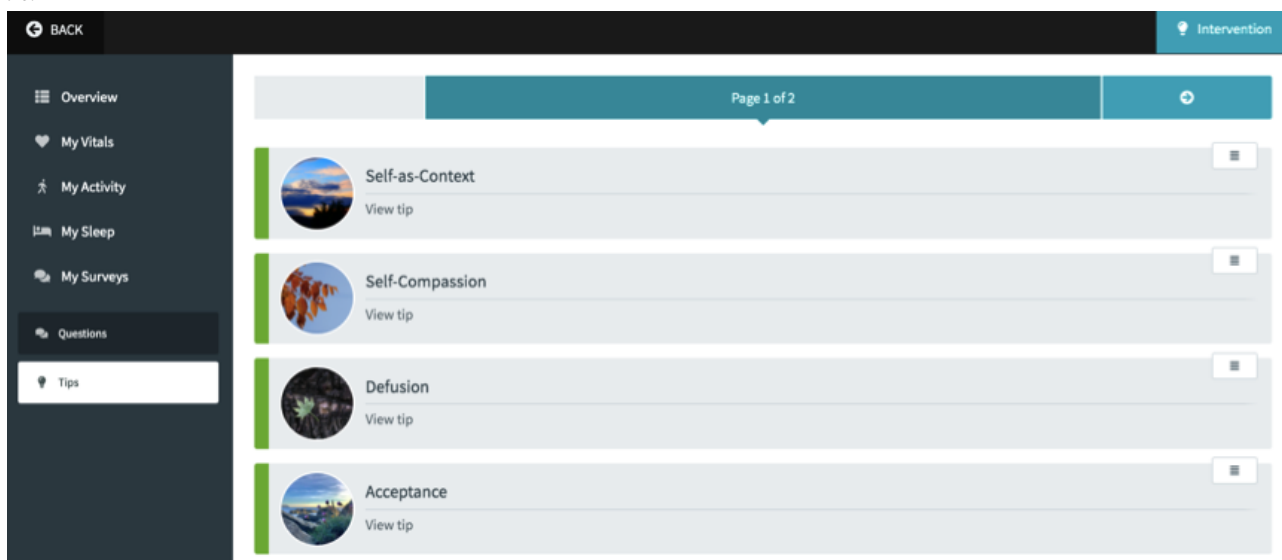 BACK
Intervention
Overview
My Vitals
My Activity
My Sleep
My Surveys
Questions
Tips
Page 1 of 2
Self-as-Context
View tip
Self-Compassion
View tip
Defusion
View tip
Acceptance
View tip